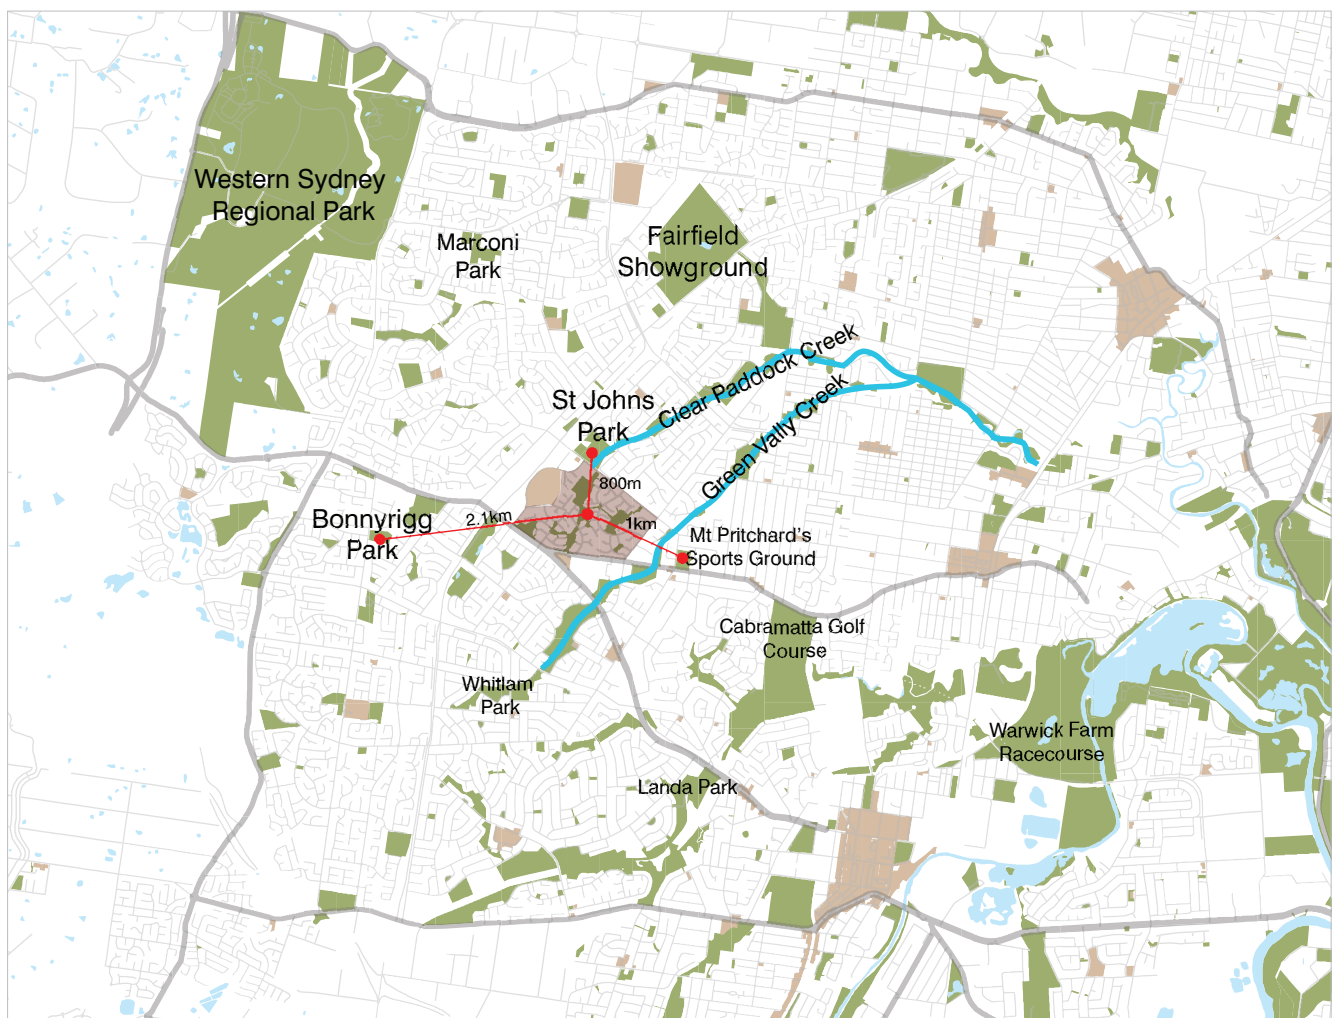 Western Sydney
Regional Park
Marconi
Park
Fairfield
Showground
Clear Paddock Creek
Green Vally Creek
St Johns
Park
800m
2.1km
1km
Bonnyrigg
Park
Mt Pritchard's
Sports Ground
Cabramatta Golf
Course
Whitlam
Park
Warwick Farm
Racecourse
Landa Park